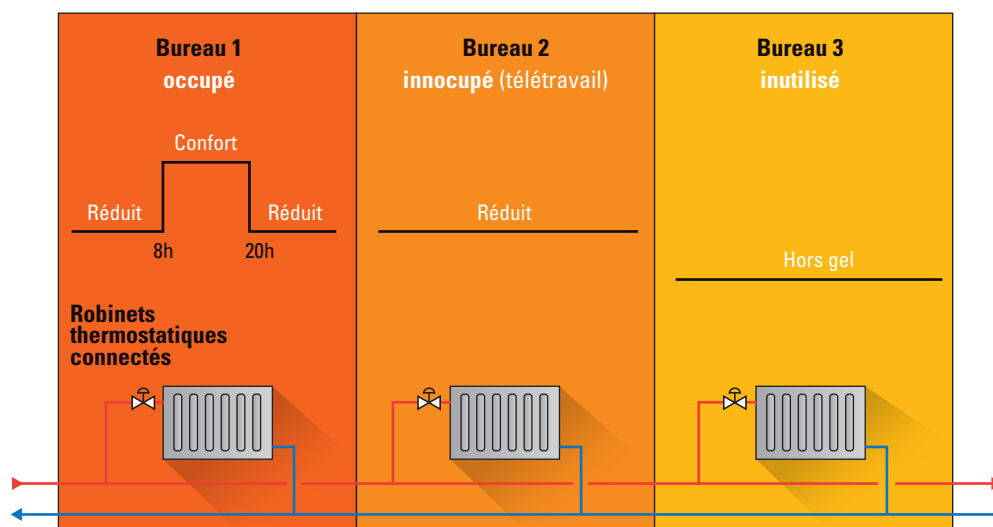 Bureau 1
occupé
Confort
Réduit
Réduit
8h
20h
Robinets
thermostatiques
connectés
Bureau 2
innocupé (télétravail)
Réduit
Bureau 3
inutilisé
Hors gel